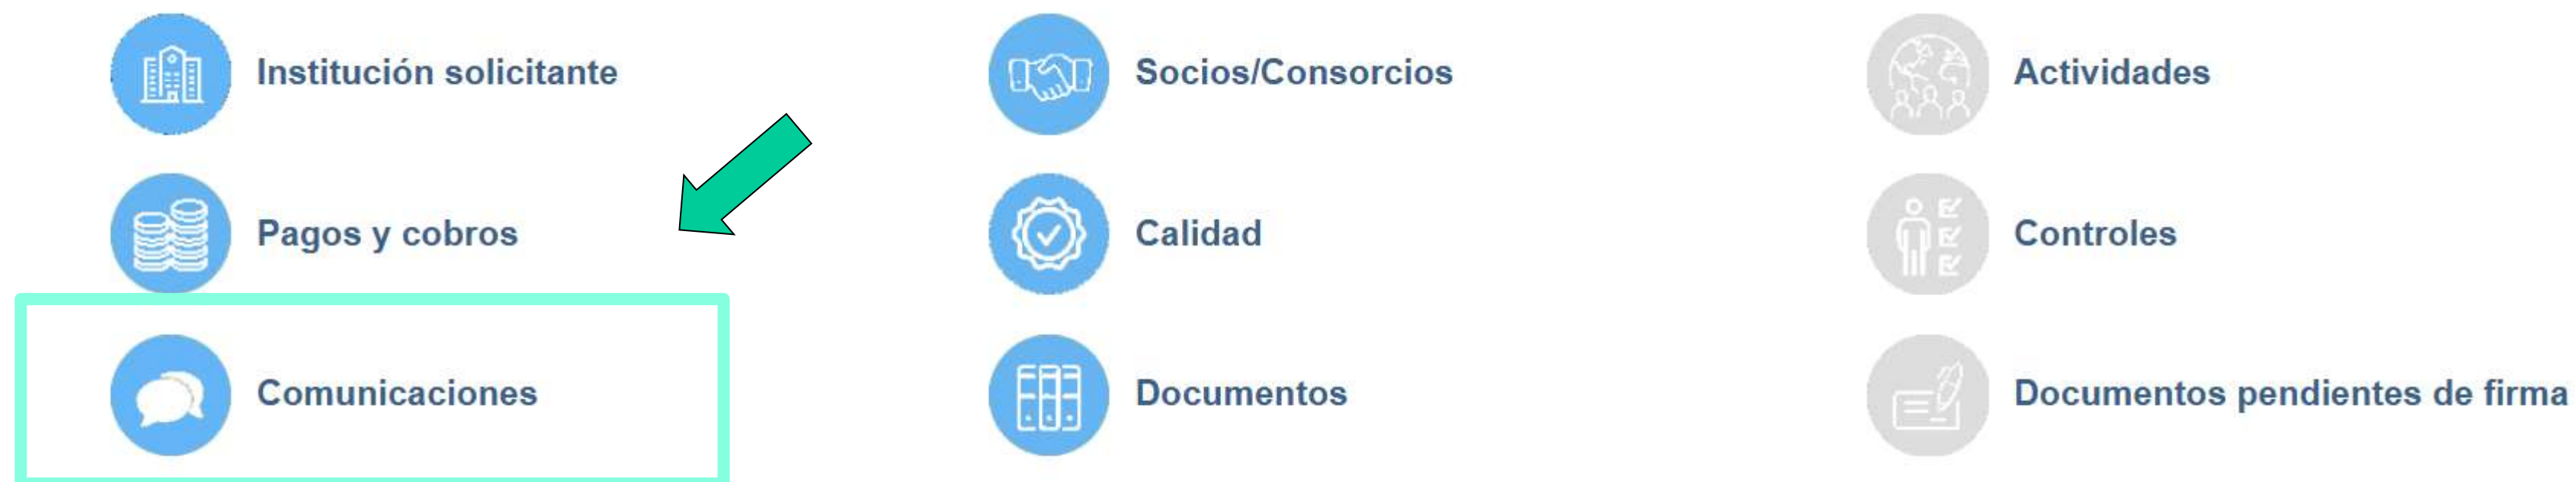 Institución solicitante
Socios/Consorcios
Actividades
Pagos y cobros
Calidad
Controles
Comunicaciones
Documentos
Documentos pendientes de firma